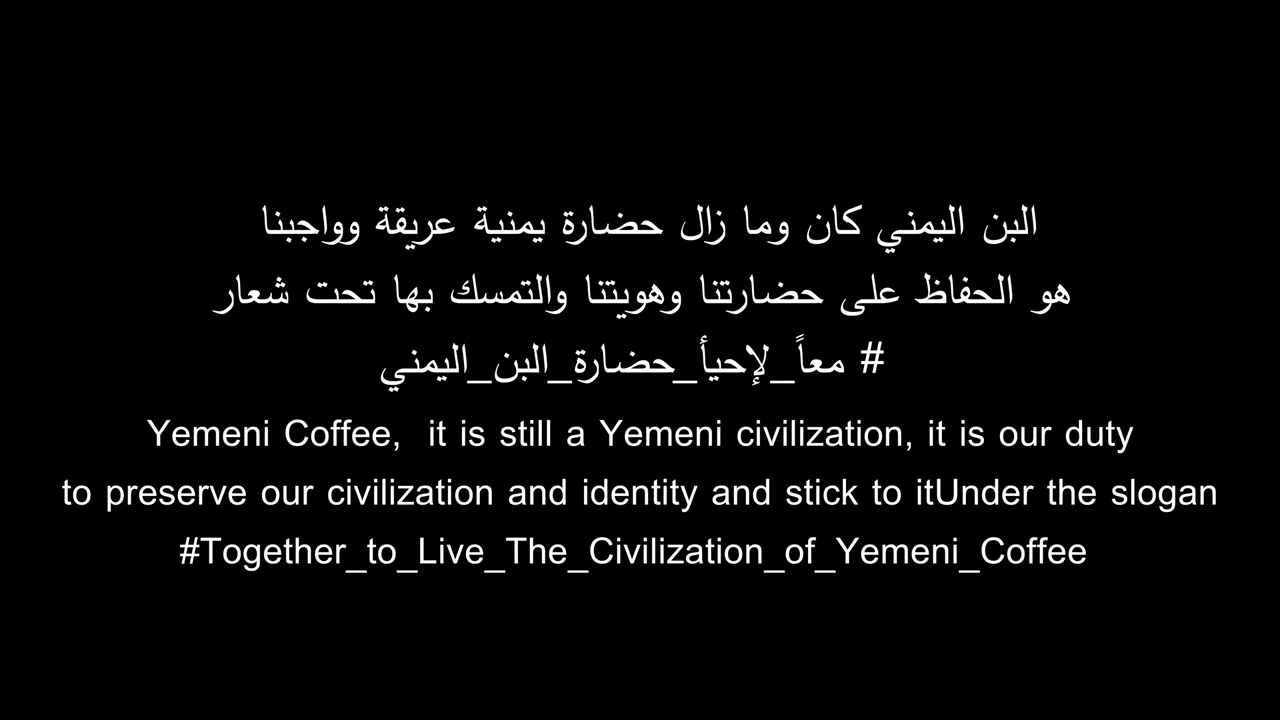 البن اليمني كان وما زال حضارة يمنية عريقة وواجبنا
هو الحفاظ على حضارتنا وهويتنا والتمسك بها تحت شعار
# معاً_لإحيأ_حضارة_البن_اليمني
Yemeni Coffee,  it is still a Yemeni civilization, it is our duty
to preserve our civilization and identity and stick to itUnder the slogan
#Together_to_Live_The_Civilization_of_Yemeni_Coffee